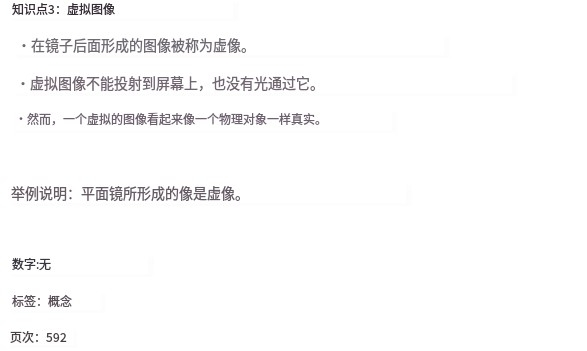 知识点3：虚拟图像
・在镜子后面形成的图像被称为虚像。
・虚拟图像不能投射到屏幕上，也没有光通过它。
・然而，一个虚拟的图像看起来像一个物理对象一样真实。
举例说明：平面镜所形成的像是虚像。
数字:无
标签：概念
页次：592